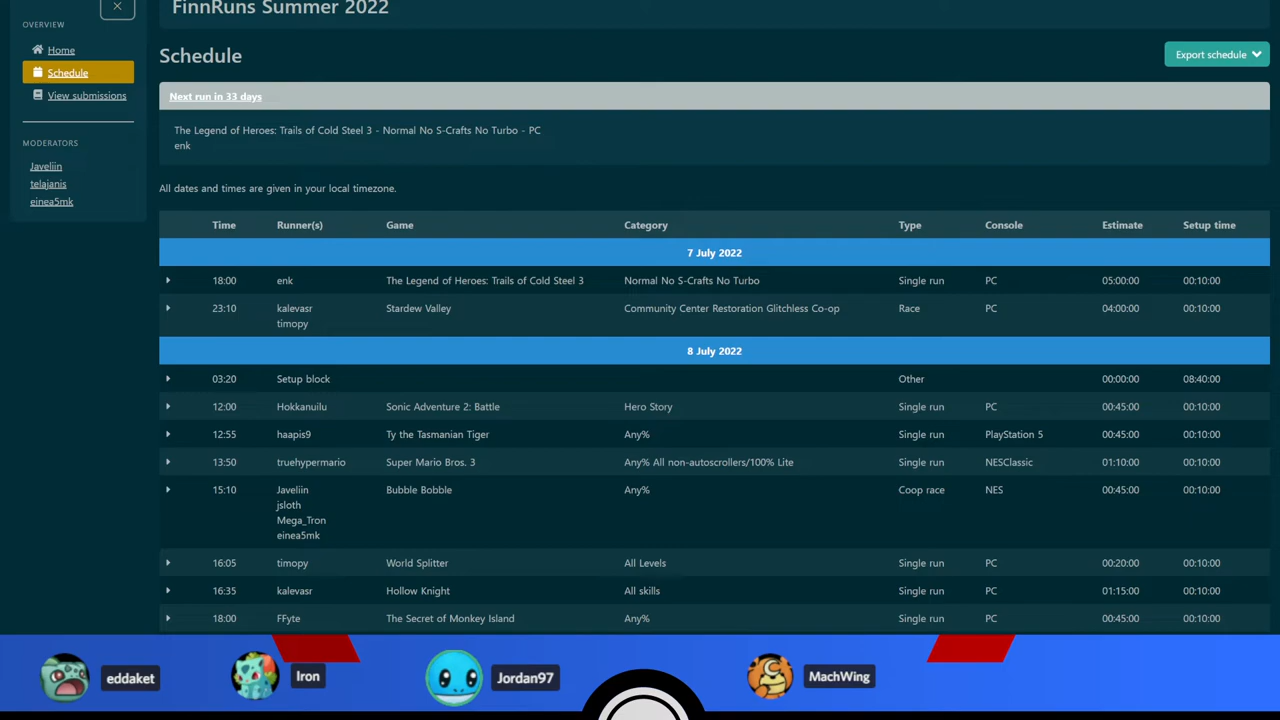 FinnRuns Summer 2022
OVERVIEW
Home
Schedule
View submissions
MODERATORS
Javeliin
telajanis
einea5mk
Schedule
Export schedule
Next run in 33 days
The Legend of Heroes: Trails of Cold Steel 3 - Normal No S-Crafts No Turbo - PC
enk
All dates and times are given in your local timezone.
Time Runner(s) Game Category Type Console Estimate Setup time
7 July 2022
18:00 enk The Legend of Heroes: Trails of Cold Steel 3 Normal No S-Crafts No Turbo Single run PC 05:00:00 00:10:00
23:10 kalevasr Stardew Valley Community Center Restoration Glitchless Co-op Race PC 04:00:00 00:10:00
timopy
8 July 2022
03:20 Setup block Other 00:00:00 08:40:00
12:00 Hokkanuilu Sonic Adventure 2: Battle Hero Story Single run PC 00:45:00 00:10:00
12:55 haapis9 Ty the Tasmanian Tiger Any% Single run PlayStation 5 00:45:00 00:10:00
13:50 truehypermario Super Mario Bros. 3 Any% All non-autoscrollers/100% Lite Single run NESClassic 01:10:00 00:10:00
15:10 Javeliin Bubble Bobble Any% Coop race NES 00:45:00 00:10:00
jsloth
Mega_Tron
einea5mk
16:05 timopy World Splitter All Levels Single run PC 00:20:00 00:10:00
16:35 kalevasr Hollow Knight All skills Single run PC 01:15:00 00:10:00
18:00 FFyte The Secret of Monkey Island Any% Single run PC 00:45:00 00:10:00
eddaket Iron Jordan97 MachWing